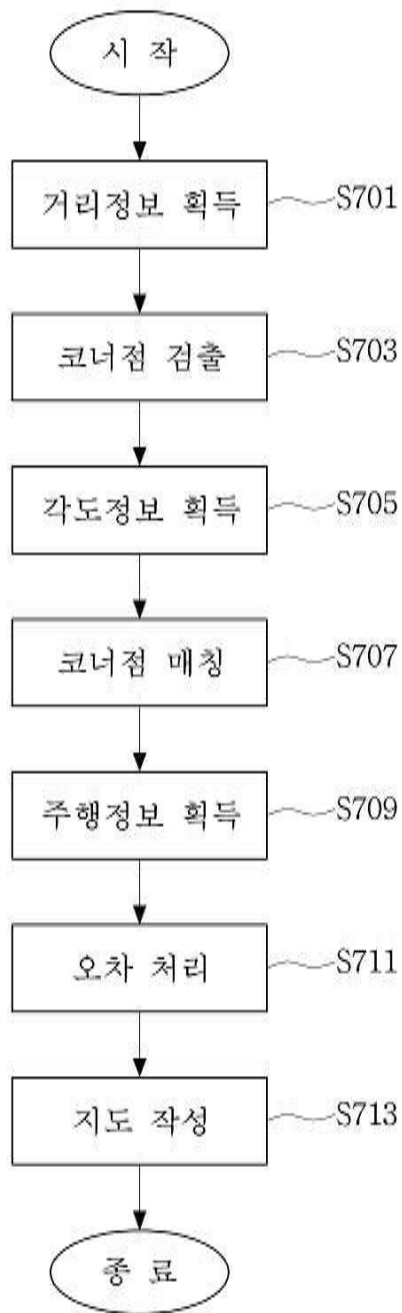 시 작
거리정보 획득 S701
코너점 검출 S703
각도정보 획득 S705
코너점 매칭 S707
주행정보 획득 S709
오차 처리 S711
지도 작성 S713
종 료